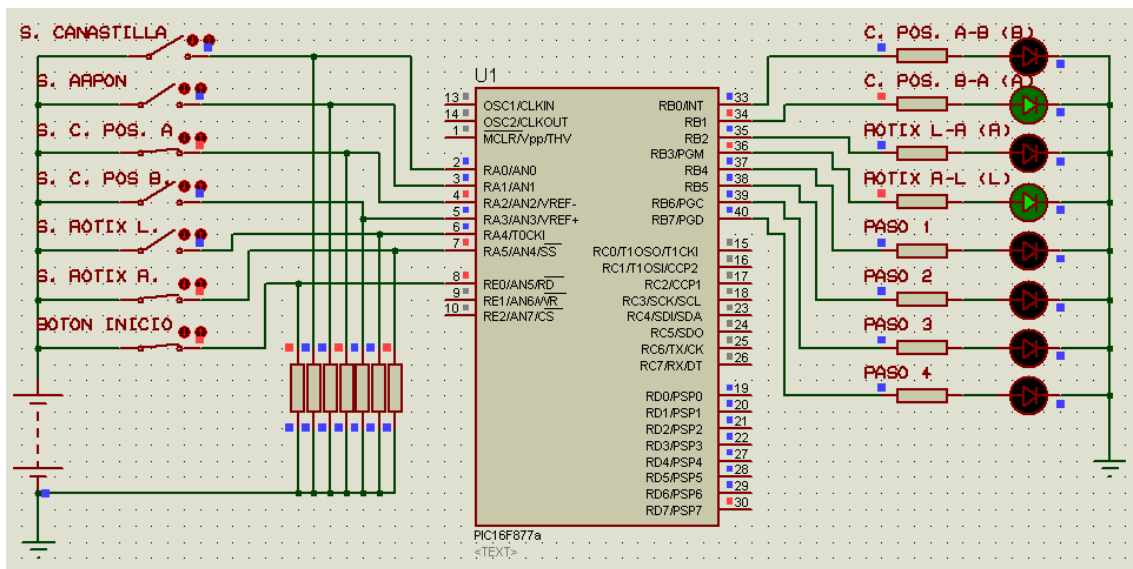 S. CANASTILLA
S. ARPON
S. C. POS. A
S. C. POS B.
S. ROTIX L.
S. ROTIX R.
BOTON INICIO
U1
13 OSC1/CLKIN
14 OSC2/CLKOUT
1 MCLR/Vpp/THV
2 RA0/AN0
3 RA1/AN1
4 RA2/AN2/VREF-
5 RA3/AN3/VREF+
6 RA4/T0CKI
7 RA5/AN4/SS
8 RE0/AN5/RD
9 RE1/AN6/WR
10 RE2/AN7/CS
RB0/INT 33
RB1 34
RB2 35
RB3/PGM 36
RB4 37
RB5 38
RB6/PGC 39
RB7/PGD 40
RC0/T1OSO/T1CKI 15
RC1/T1OSI/CCP2 16
RC2/CCP1 17
RC3/SCK/SCL 18
RC4/SDI/SDA 23
RC5/SDO 24
RC6/TX/CK 25
RC7/RX/DT 26
RD0/PSP0 19
RD1/PSP1 20
RD2/PSP2 21
RD3/PSP3 22
RD4/PSP4 27
RD5/PSP5 28
RD6/PSP6 29
RD7/PSP7 30
PIC16F877a
<TEXT>
C. POS. A-B (B)
C. POS. B-A (A)
ROTIX L-R (R)
ROTIX R-L (L)
PASO 1
PASO 2
PASO 3
PASO 4